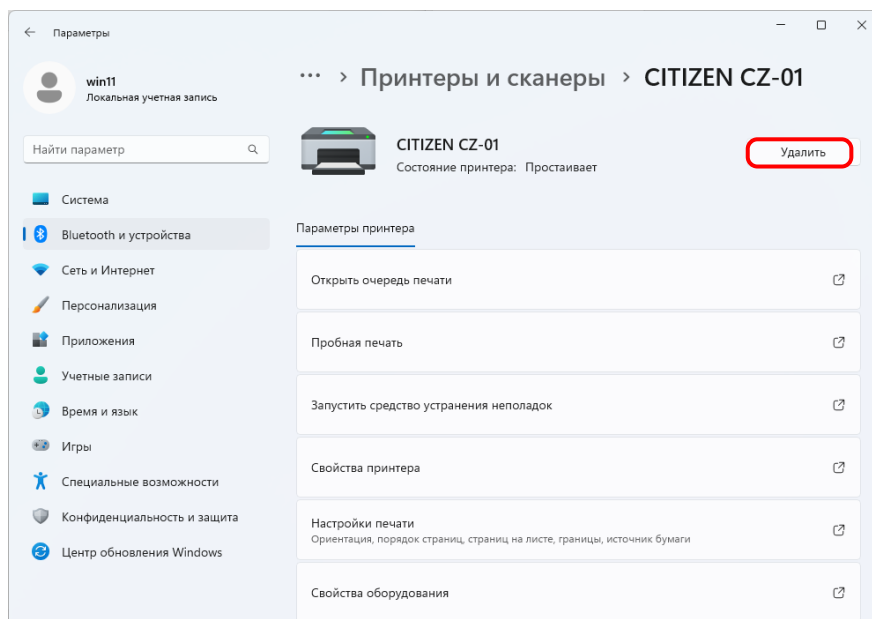 Параметры
win11
Локальная учетная запись
Найти параметр
Система
Bluetooth и устройства
Сеть и Интернет
Персонализация
Приложения
Учетные записи
Время и язык
Игры
Специальные возможности
Конфиденциальность и защита
Центр обновления Windows
... > Принтеры и сканеры > CITIZEN CZ-01
CITIZEN CZ-01
Состояние принтера: Простаивает
Удалить
Параметры принтера
Открыть очередь печати
Пробная печать
Запустить средство устранения неполадок
Свойства принтера
Настройки печати
Ориентация, порядок страниц, страниц на листе, границы, источник бумаги
Свойства оборудования